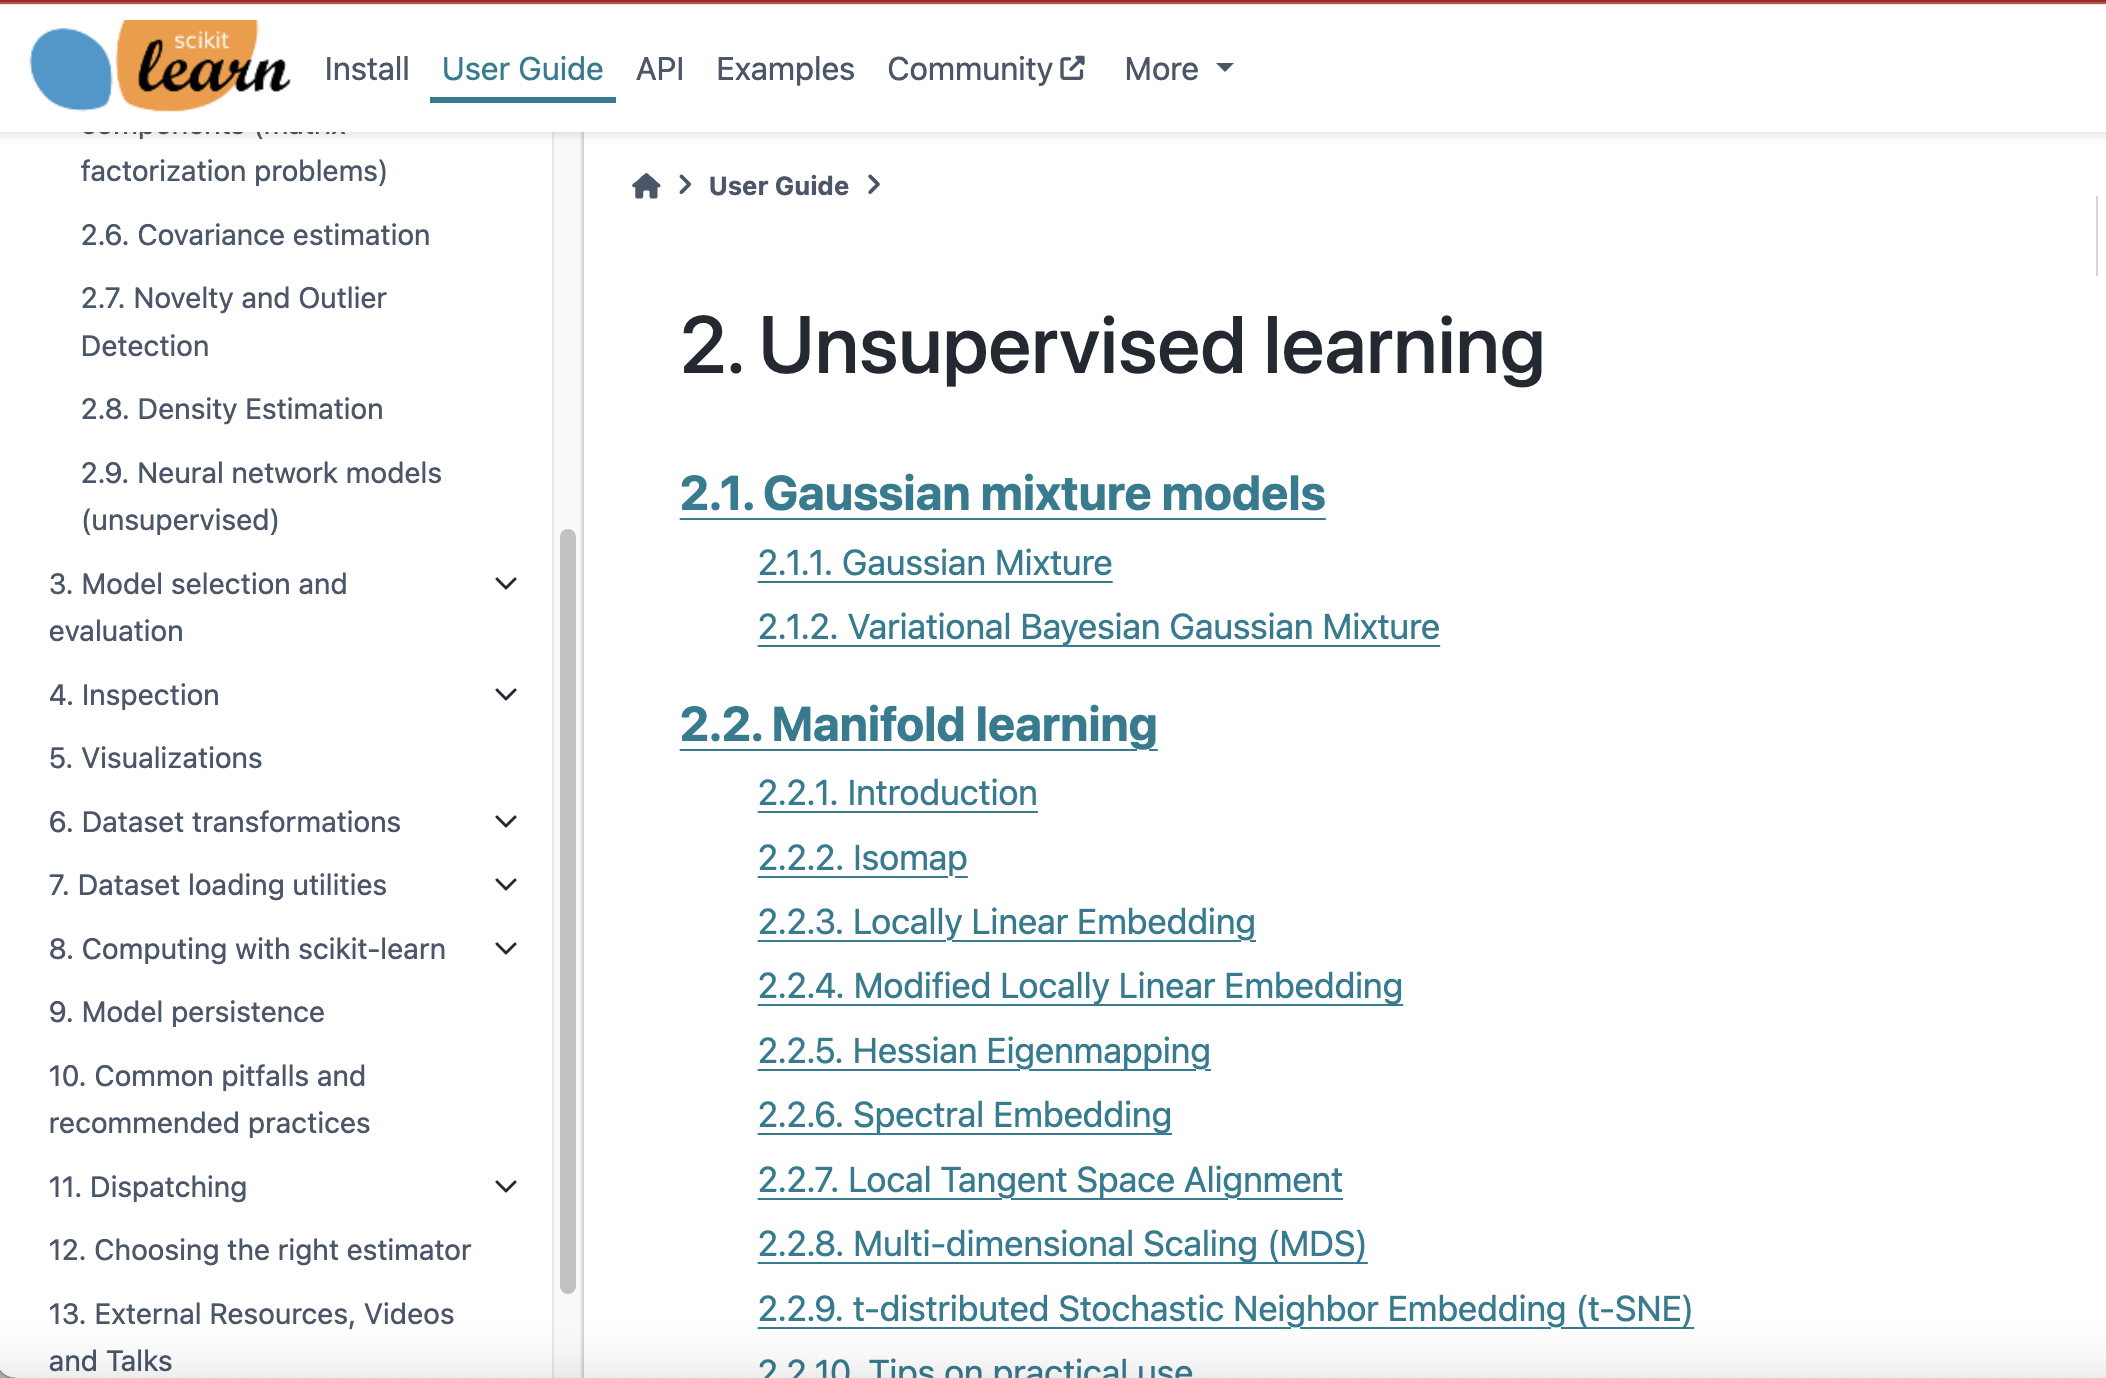 scikit
learn
Install User Guide API Examples Community More
components (matrix
factorization problems)
2.6. Covariance estimation
2.7. Novelty and Outlier
Detection
2.8. Density Estimation
2.9. Neural network models
(unsupervised)
3. Model selection and
evaluation
4. Inspection
5. Visualizations
6. Dataset transformations
7. Dataset loading utilities
8. Computing with scikit-learn
9. Model persistence
10. Common pitfalls and
recommended practices
11. Dispatching
12. Choosing the right estimator
13. External Resources, Videos
and Talks
User Guide
2. Unsupervised learning
2.1. Gaussian mixture models
2.1.1. Gaussian Mixture
2.1.2. Variational Bayesian Gaussian Mixture
2.2. Manifold learning
2.2.1. Introduction
2.2.2. Isomap
2.2.3. Locally Linear Embedding
2.2.4. Modified Locally Linear Embedding
2.2.5. Hessian Eigenmapping
2.2.6. Spectral Embedding
2.2.7. Local Tangent Space Alignment
2.2.8. Multi-dimensional Scaling (MDS)
2.2.9. t-distributed Stochastic Neighbor Embedding (t-SNE)
2.2.10. Tips on practical use